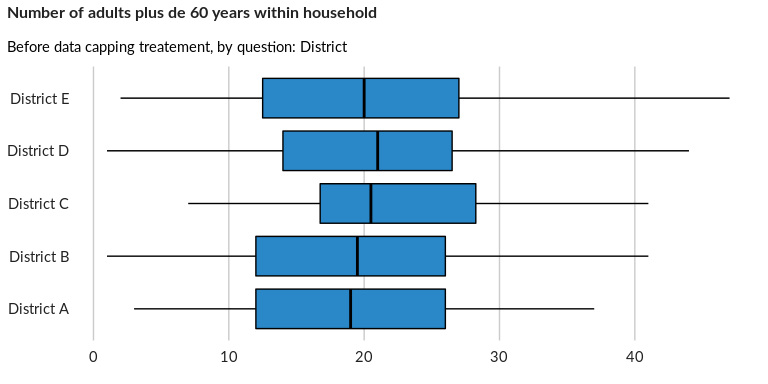 Number of adults plus de 60 years within household
Before data capping treatement, by question: District
District E
District D
District C
District B
District A
0 10 20 30 40